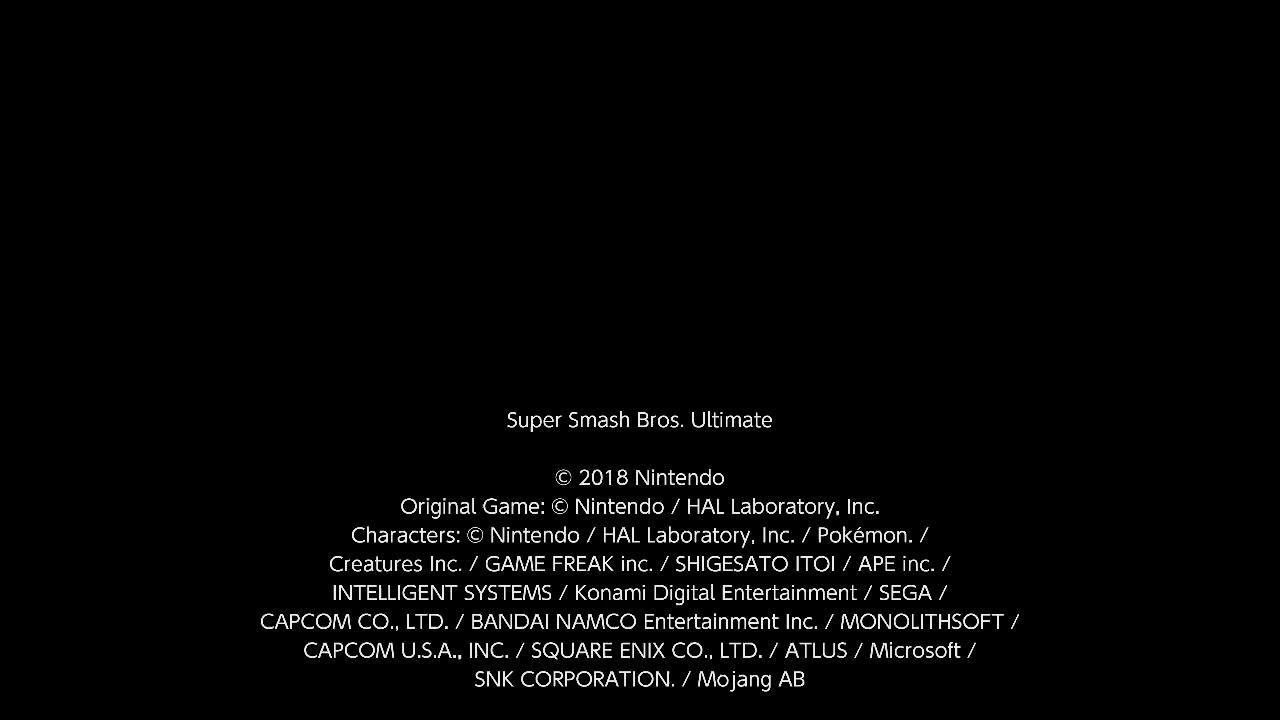 Super Smash Bros. Ultimate
© 2018 Nintendo
Original Game: © Nintendo / HAL Laboratory, Inc.
Characters: © Nintendo / HAL Laboratory, Inc. / Pokémon. /
Creatures Inc. / GAME FREAK inc. / SHIGESATO ITOI / APE inc. /
INTELLIGENT SYSTEMS / Konami Digital Entertainment / SEGA /
CAPCOM CO., LTD. / BANDAI NAMCO Entertainment Inc. / MONOLITHSOFT /
CAPCOM U.S.A., INC. / SQUARE ENIX CO., LTD. / ATLUS / Microsoft /
SNK CORPORATION. / Mojang AB